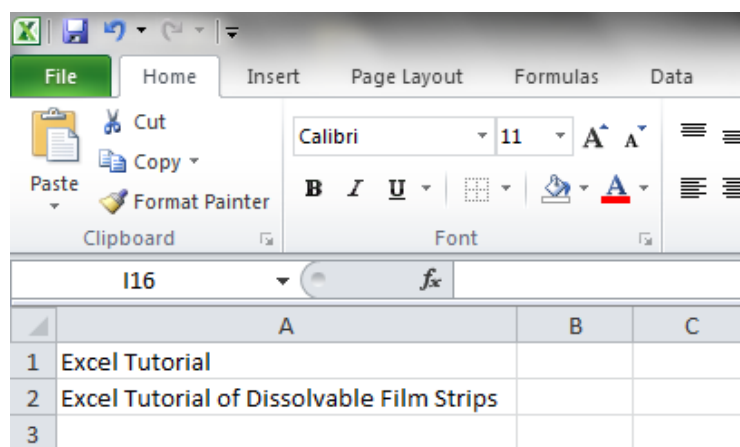 File Home Insert Page Layout Formulas Data
Cut
Calibri 11 A A
Copy
Paste
B I U A
Format Painter
Clipboard Font
I16 fx
A B C
1 Excel Tutorial
2 Excel Tutorial of Dissolvable Film Strips
3